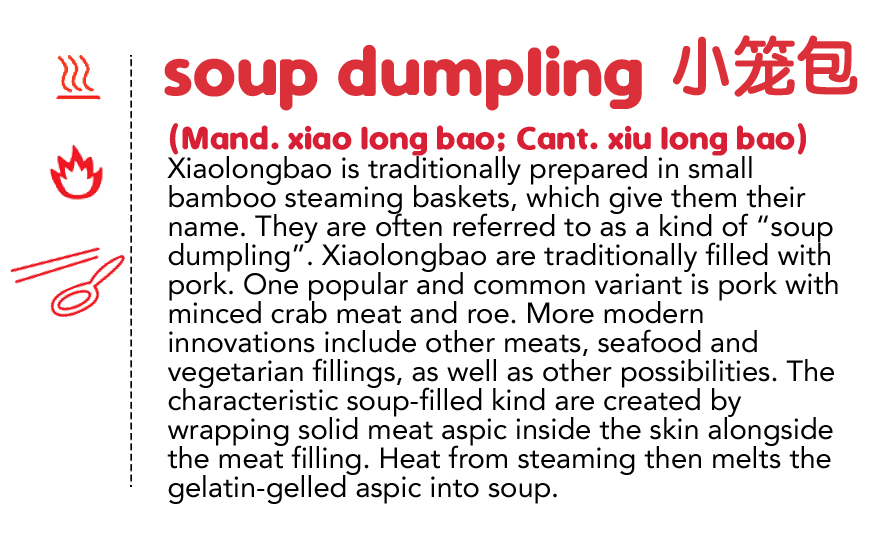 soup dumpling 小笼包
(Mand. xiao long bao; Cant. xiu long bao)
Xiaolongbao is traditionally prepared in small
bamboo steaming baskets, which give them their
name. They are often referred to as a kind of “soup
dumpling”. Xiaolongbao are traditionally filled with
pork. One popular and common variant is pork with
minced crab meat and roe. More modern
innovations include other meats, seafood and
vegetarian fillings, as well as other possibilities. The
characteristic soup-filled kind are created by
wrapping solid meat aspic inside the skin alongside
the meat filling. Heat from steaming then melts the
gelatin-gelled aspic into soup.